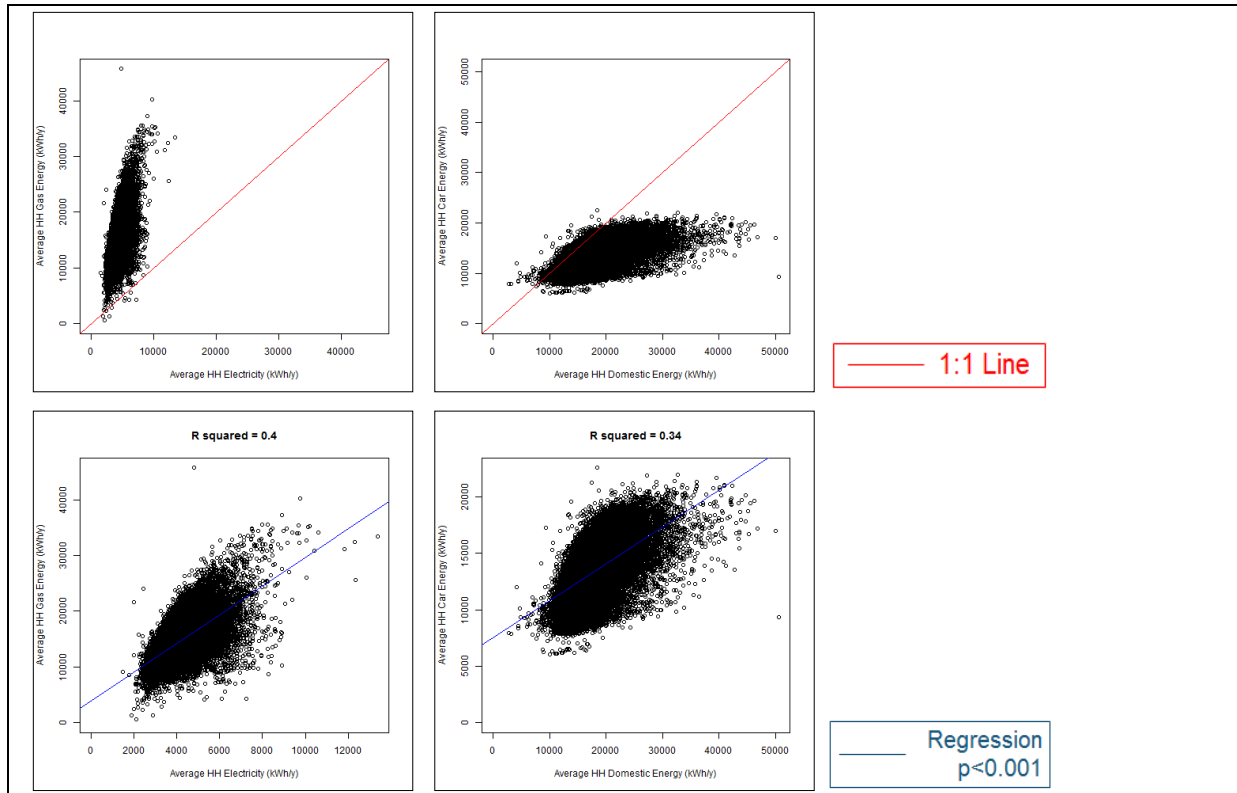 Average HH Gas Energy (kWh/y)
40000
30000
20000
10000
0
0 10000 20000 30000 40000
Average HH Electricity (kWh/y)
Average HH Car Energy (kWh/y)
50000
40000
30000
20000
10000
0
0 10000 20000 30000 40000 50000
Average HH Domestic Energy (kWh/y)
1:1 Line
R squared = 0.4
Average HH Gas Energy (kWh/y)
40000
30000
20000
10000
0
0 2000 4000 6000 8000 10000 12000
Average HH Electricity (kWh/y)
R squared = 0.34
Average HH Car Energy (kWh/y)
20000
15000
10000
5000
0
0 10000 20000 30000 40000 50000
Average HH Domestic Energy (kWh/y)
Regression
p<0.001